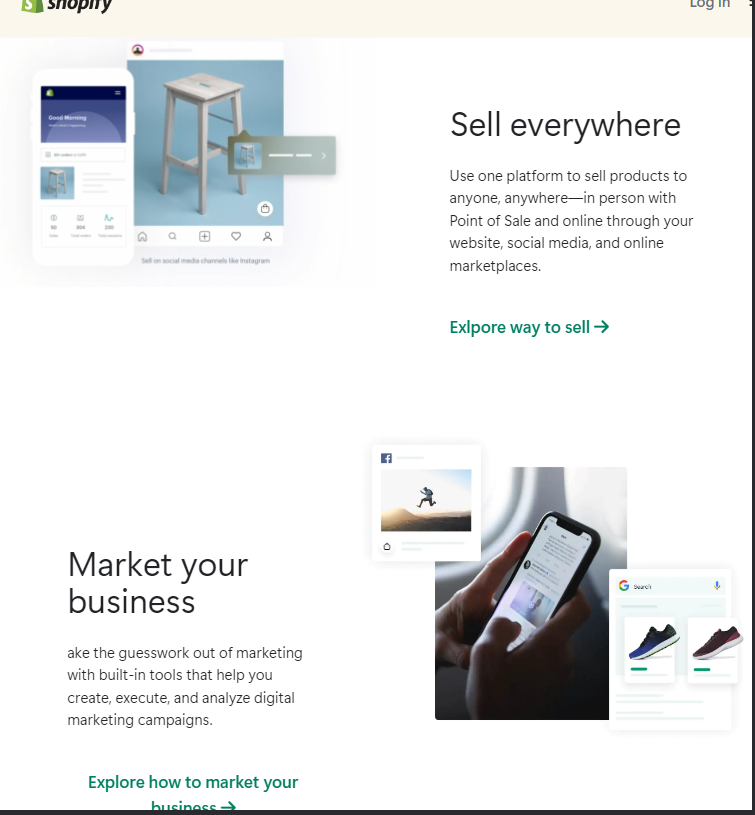 shopify
Log in
Good Morning
Sell on social media channels like Instagram
Sell everywhere
Use one platform to sell products to
anyone, anywhere—in person with
Point of Sale and online through your
website, social media, and online
marketplaces.
Exlpore way to sell →
Search
Market your
business
ake the guesswork out of marketing
with built-in tools that help you
create, execute, and analyze digital
marketing campaigns.
Explore how to market your
business →